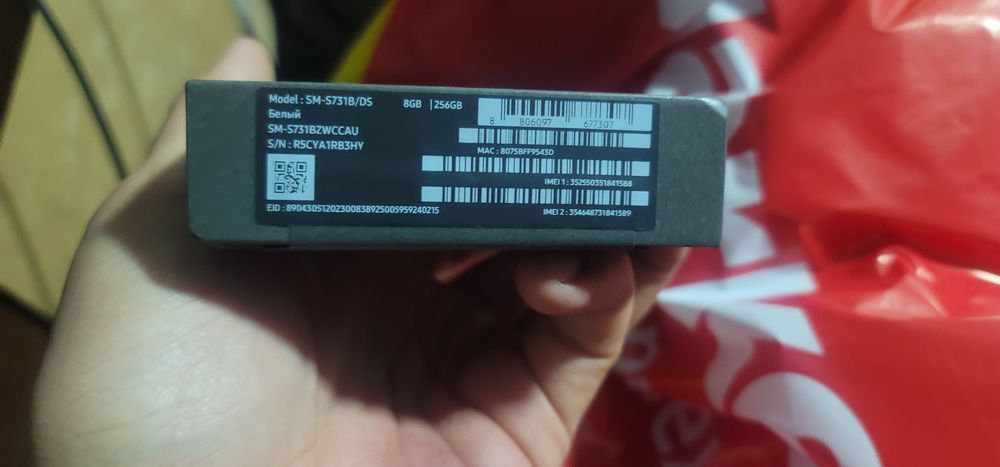 Model : SM-S731B/DS 8GB | 256GB
Белый
SM-S731BZWCCAU
S/N : R5CYA1RB3HY
8 806097 677307
MAC : 8075BFF9543D
IMEI 1 : 352550351841588
IMEI 2 : 354648731841589
EID : 89043051202300838925005959240215